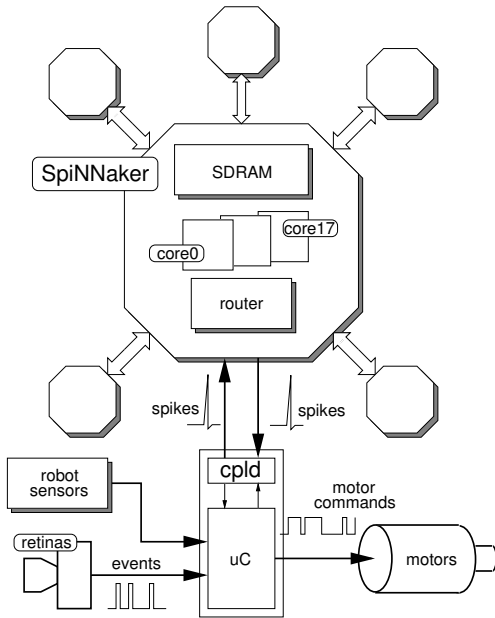 SpiNNaker
SDRAM
core17
core0
router
spikes
spikes
cpld
robot
sensors
motor
commands
retinas
events
uC
motors